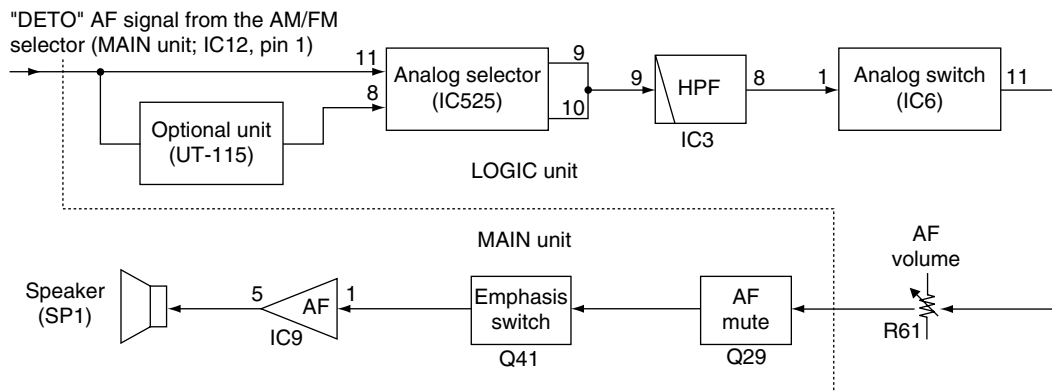 "DETO" AF signal from the AM/FM
selector (MAIN unit; IC12, pin 1)
11
8
Analog selector
(IC525)
9
10
9
HPF
8
IC3
1
Analog switch
(IC6)
11
Optional unit
(UT-115)
LOGIC unit
MAIN unit
AF
volume
R61
Speaker
(SP1)
5
AF
1
IC9
Emphasis
switch
Q41
AF
mute
Q29